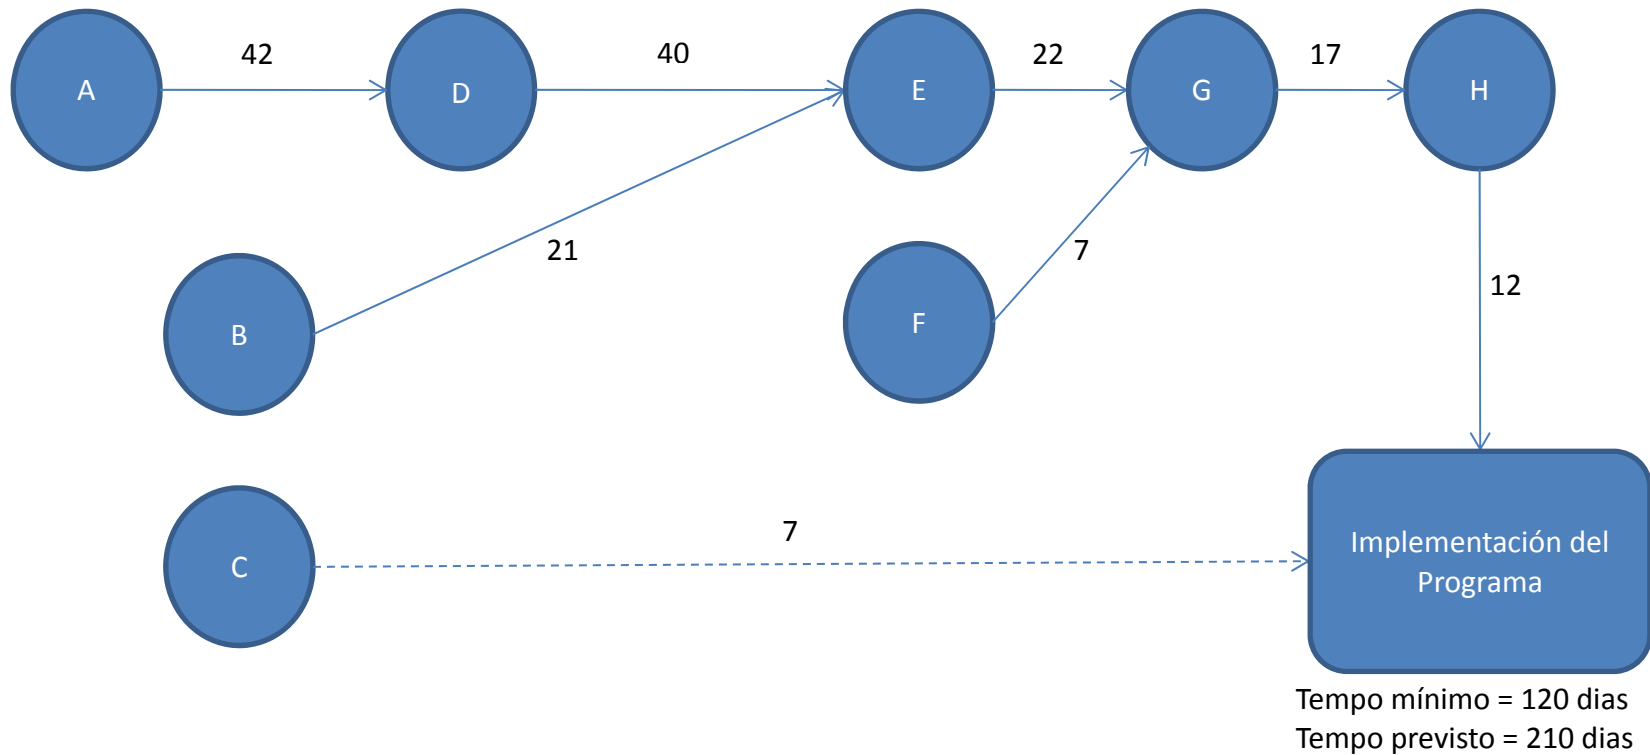 42
40
22
17
A
D
E
G
H
21
7
B
F
12
7
C
Implementación del
Programa
Tempo mínimo = 120 dias
Tempo previsto = 210 dias